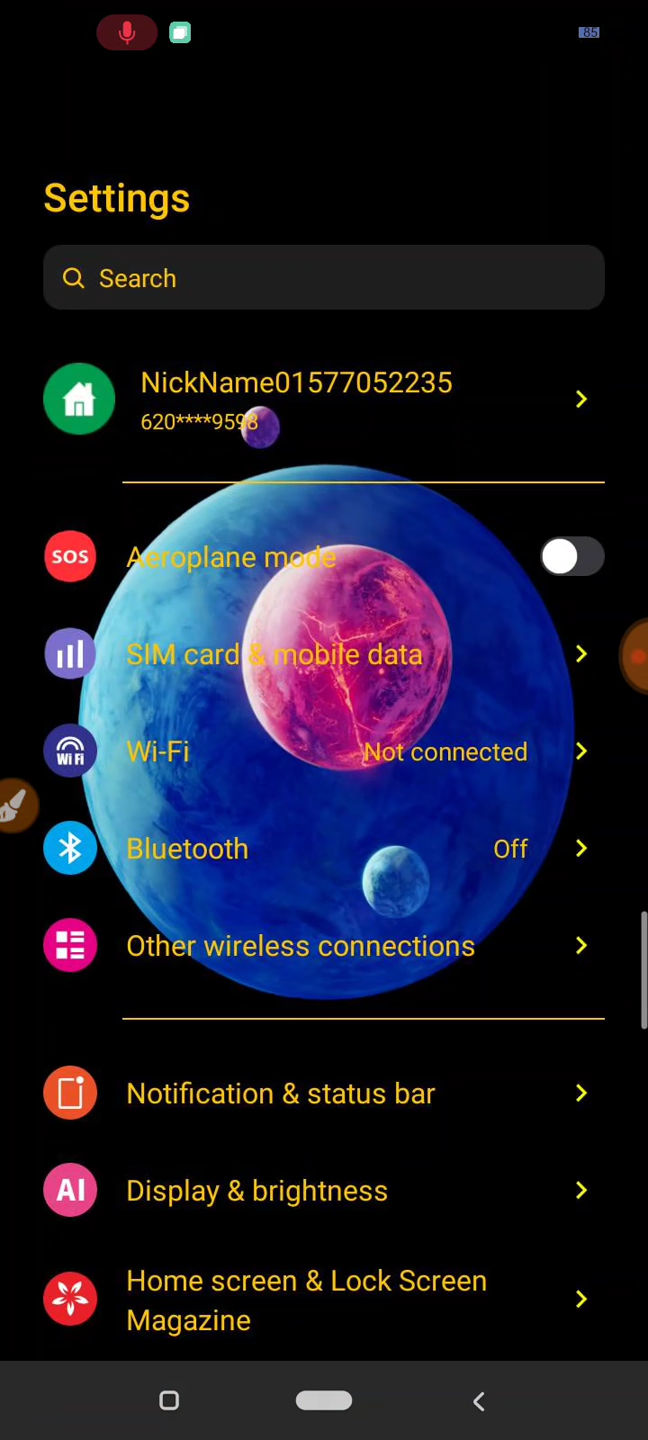 85
Settings
Search
NickName01577052235
620****9598
SOS
Aeroplane mode
SIM card & mobile data
Wi Fi
Wi-Fi
Not connected
Bluetooth
Off
Other wireless connections
Notification & status bar
AI
Display & brightness
Home screen & Lock Screen
Magazine